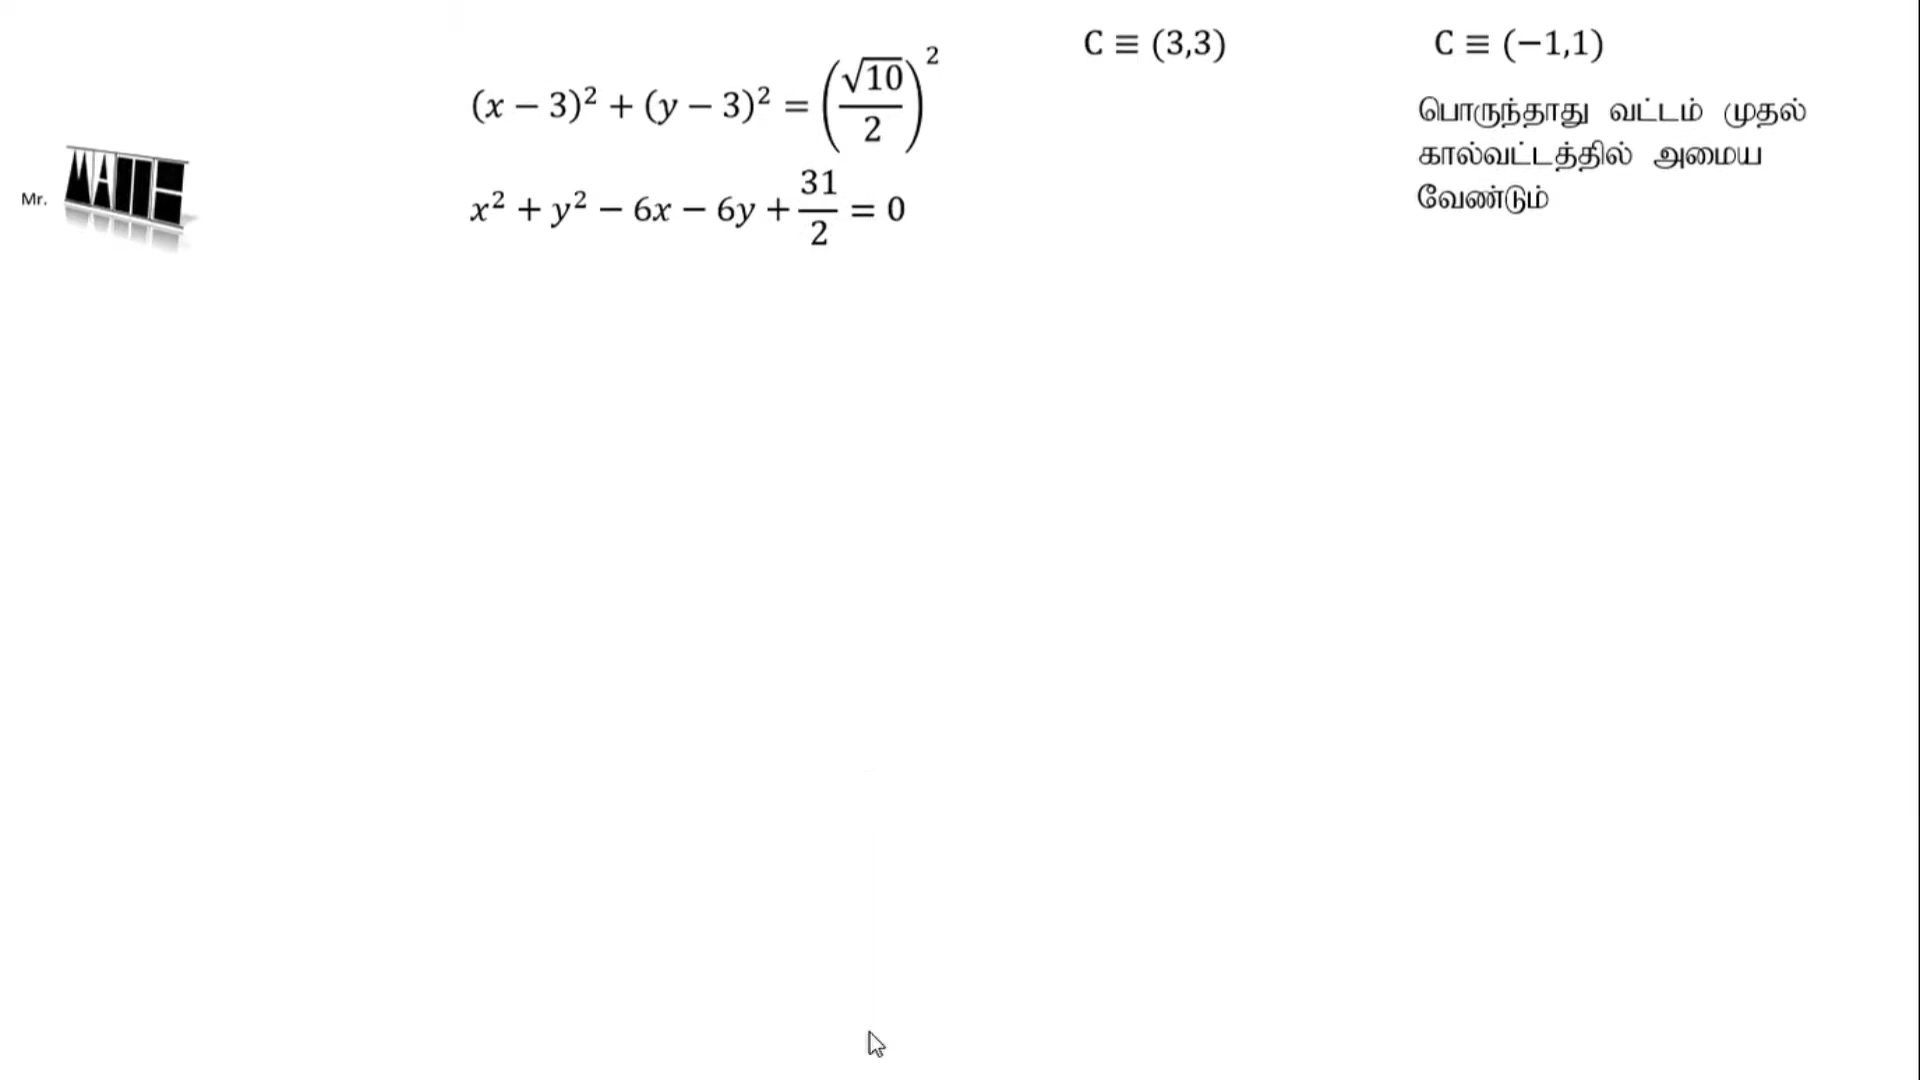 (x − 3)² + (y − 3)² = (√10/2)²
x² + y² − 6x − 6y + 31/2 = 0
C ≡ (3,3)
C ≡ (−1,1)
பொருந்தாது வட்டம் முதல்
கால்வட்டத்தில் அமைய
வேண்டும்
Mr. MATH